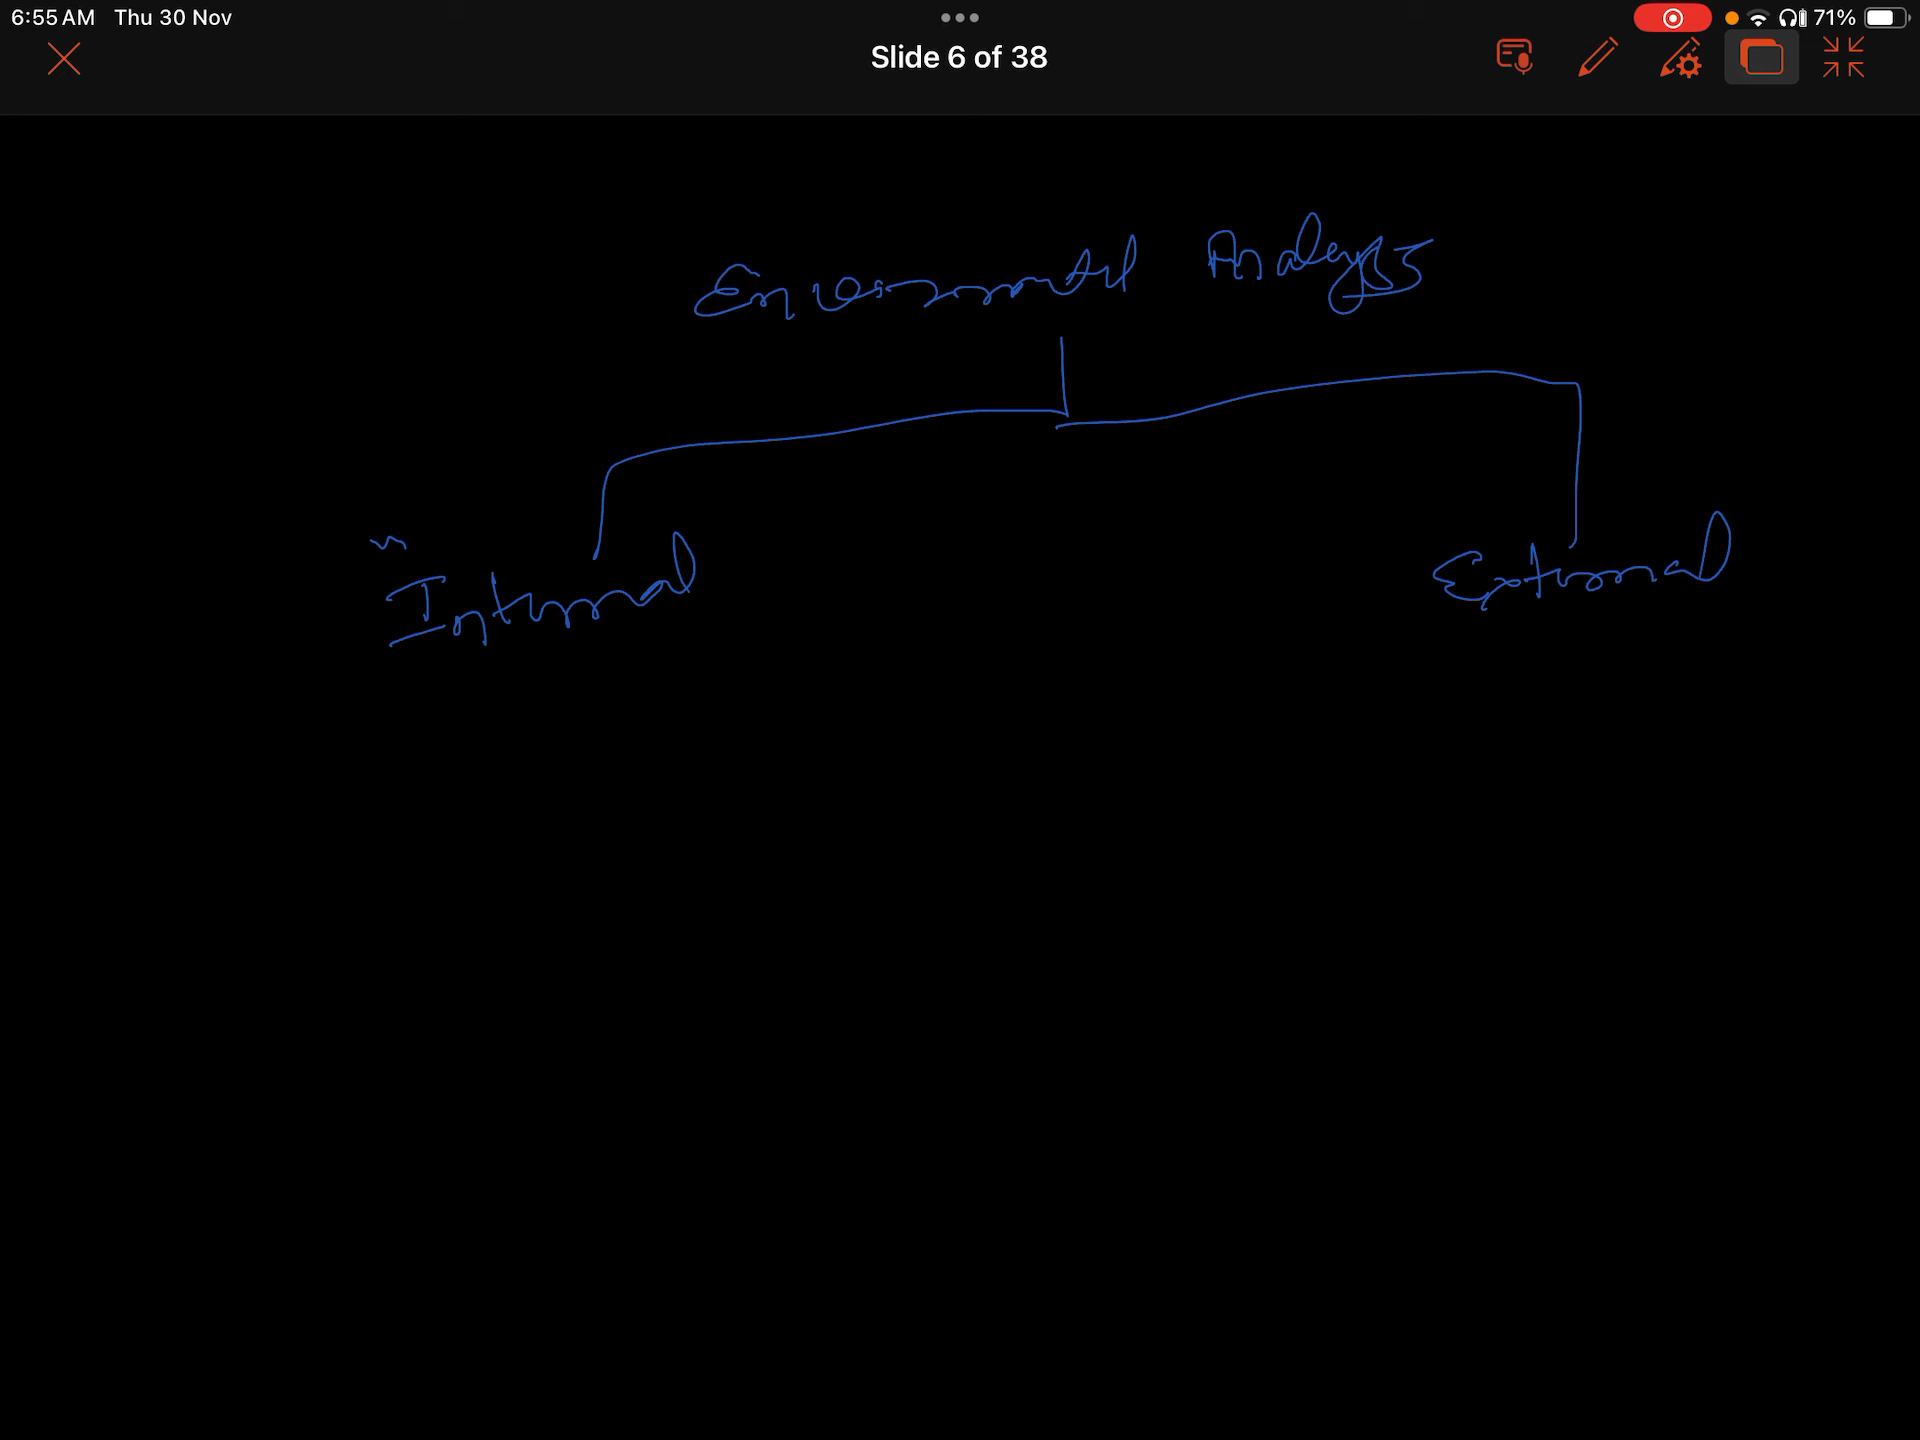 6:55 AM Thu 30 Nov 71%
Slide 6 of 38
Environmental Analysis
Internal External